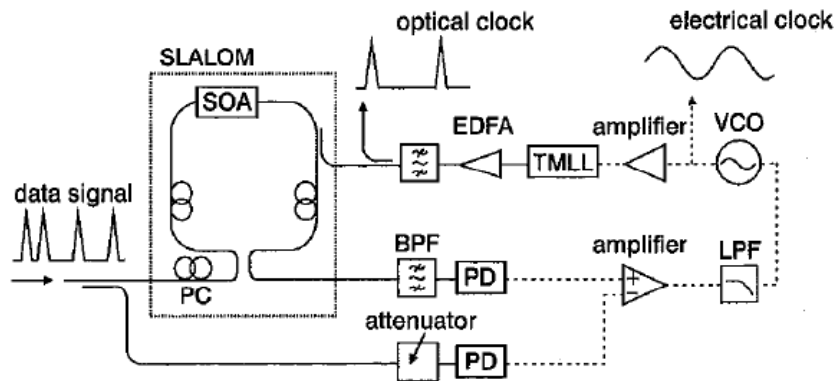 optical clock
electrical clock
SLALOM
SOA
EDFA
amplifier
VCO
TMLL
data signal
BPF
amplifier
LPF
PD
+
−
PC
attenuator
PD